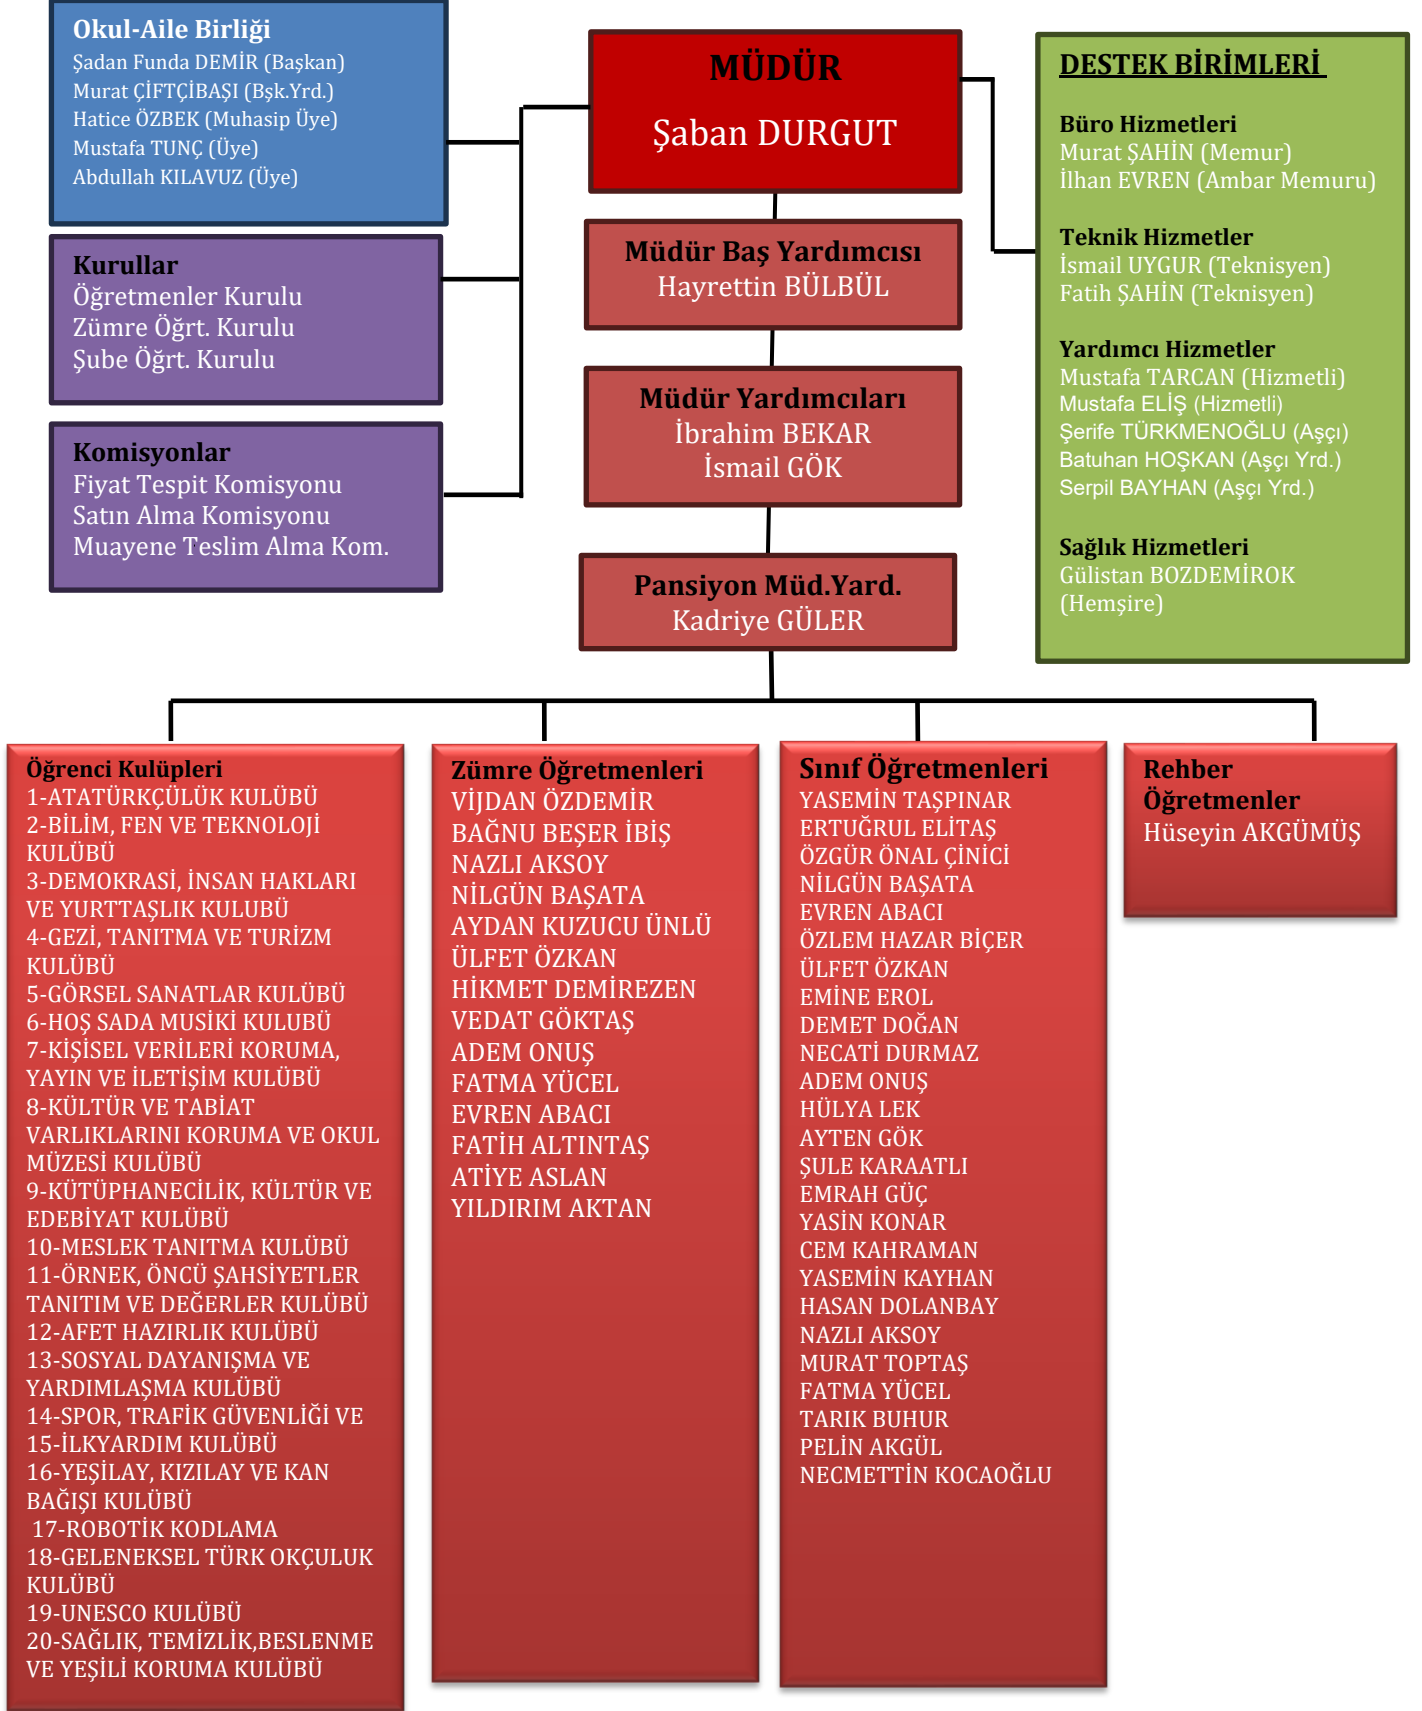 Okul-Aile Birliği
Şadan Funda DEMİR (Başkan)
Murat ÇİFTÇİBAŞI (Bşk.Yrd.)
Hatice ÖZBEK (Muhasip Üye)
Mustafa TUNÇ (Üye)
Abdullah KILAVUZ (Üye)
Kurullar
Öğretmenler Kurulu
Zümre Öğrt. Kurulu
Şube Öğrt. Kurulu
Komisyonlar
Fiyat Tespit Komisyonu
Satın Alma Komisyonu
Muayene Teslim Alma Kom.
MÜDÜR
Şaban DURGUT
Müdür Baş Yardımcısı
Hayrettin BÜLBÜL
Müdür Yardımcıları
İbrahim BEKAR
İsmail GÖK
Pansiyon Müd.Yard.
Kadriye GÜLER
DESTEK BİRİMLERİ
Büro Hizmetleri
Murat ŞAHİN (Memur)
İlhan EVREN (Ambar Memuru)
Teknik Hizmetler
İsmail UYGUR (Teknisyen)
Fatih ŞAHİN (Teknisyen)
Yardımcı Hizmetler
Mustafa TARCAN (Hizmetli)
Mustafa ELİŞ (Hizmetli)
Şerife TÜRKMENOĞLU (Aşçı)
Batuhan HOŞKAN (Aşçı Yrd.)
Serpil BAYHAN (Aşçı Yrd.)
Sağlık Hizmetleri
Gülistan BOZDEMİROK
(Hemşire)
Öğrenci Kulüpleri
1-ATATÜRKÇÜLÜK KULÜBÜ
2-BİLİM, FEN VE TEKNOLOJİ
KULÜBÜ
3-DEMOKRASİ, İNSAN HAKLARI
VE YURTTAŞLIK KULUBÜ
4-GEZİ, TANITMA VE TURİZM
KULÜBÜ
5-GÖRSEL SANATLAR KULÜBÜ
6-HOŞ SADA MUSİKİ KULUBÜ
7-KİŞİSEL VERİLERİ KORUMA,
YAYIN VE İLETİŞİM KULÜBÜ
8-KÜLTÜR VE TABİAT
VARLIKLARINI KORUMA VE OKUL
MÜZESİ KULÜBÜ
9-KÜTÜPHANECİLİK, KÜLTÜR VE
EDEBİYAT KULÜBÜ
10-MESLEK TANITMA KULÜBÜ
11-ÖRNEK, ÖNCÜ ŞAHSİYETLER
TANITIM VE DEĞERLER KULÜBÜ
12-AFET HAZIRLIK KULÜBÜ
13-SOSYAL DAYANIŞMA VE
YARDIMLAŞMA KULÜBÜ
14-SPOR, TRAFİK GÜVENLİĞİ VE
15-İLKYARDIM KULÜBÜ
16-YEŞİLAY, KIZILAY VE KAN
BAĞIŞI KULÜBÜ
17-ROBOTİK KODLAMA
18-GELENEKSEL TÜRK OKÇULUK
KULÜBÜ
19-UNESCO KULÜBÜ
20-SAĞLIK, TEMİZLİK,BESLENME
VE YEŞİLİ KORUMA KULÜBÜ
Zümre Öğretmenleri
VİJDAN ÖZDEMİR
BAĞNU BEŞER İBİŞ
NAZLI AKSOY
NİLGÜN BAŞATA
AYDAN KUZUCU ÜNLÜ
ÜLFET ÖZKAN
HİKMET DEMİREZEN
VEDAT GÖKTAŞ
ADEM ONUŞ
FATMA YÜCEL
EVREN ABACI
FATİH ALTINTAŞ
ATİYE ASLAN
YILDIRIM AKTAN
Sınıf Öğretmenleri
YASEMİN TAŞPINAR
ERTUĞRUL ELİTAŞ
ÖZGÜR ÖNAL ÇİNİCİ
NİLGÜN BAŞATA
EVREN ABACI
ÖZLEM HAZAR BİÇER
ÜLFET ÖZKAN
EMİNE EROL
DEMET DOĞAN
NECATİ DURMAZ
ADEM ONUŞ
HÜLYA LEK
AYTEN GÖK
ŞULE KARAATLI
EMRAH GÜÇ
YASİN KONAR
CEM KAHRAMAN
YASEMİN KAYHAN
HASAN DOLANBAY
NAZLI AKSOY
MURAT TOPTAŞ
FATMA YÜCEL
TARIK BUHUR
PELİN AKGÜL
NECMETTİN KOCAOĞLU
Rehber
Öğretmenler
Hüseyin AKGÜMÜŞ